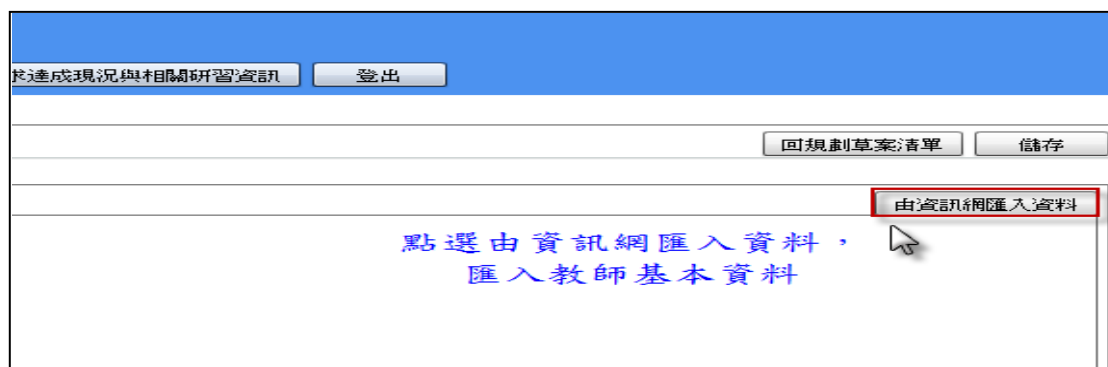 求達成現況與相關研習資訊 登出
回規劃草案清單 儲存
由資訊網匯入資料
點選由資訊網匯入資料，
匯入教師基本資料